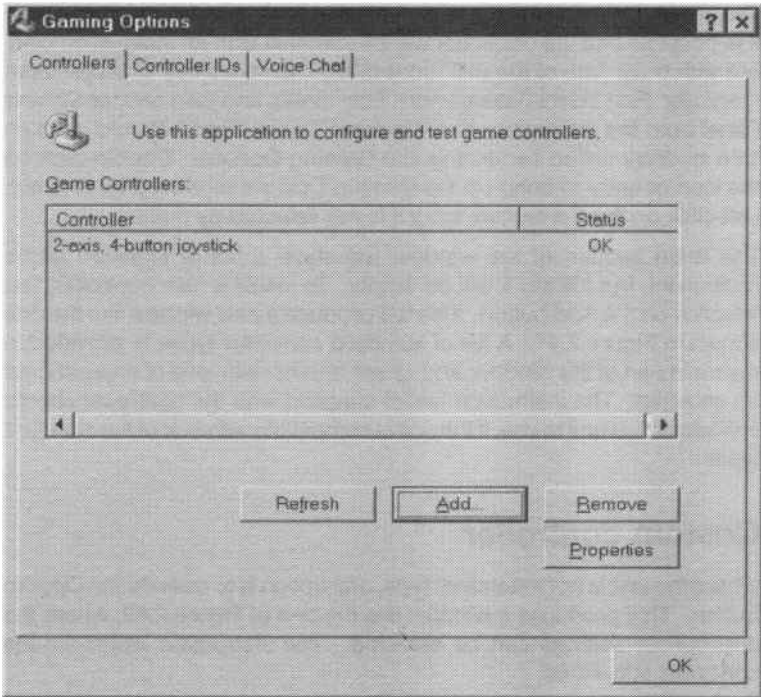 Gaming Options
? ×
Controllers Controller IDs Voice Chat
Use this application to configure and test game controllers.
Game Controllers:
Controller Status
2-axis, 4-button joystick OK
Refresh Add... Remove
Properties
OK